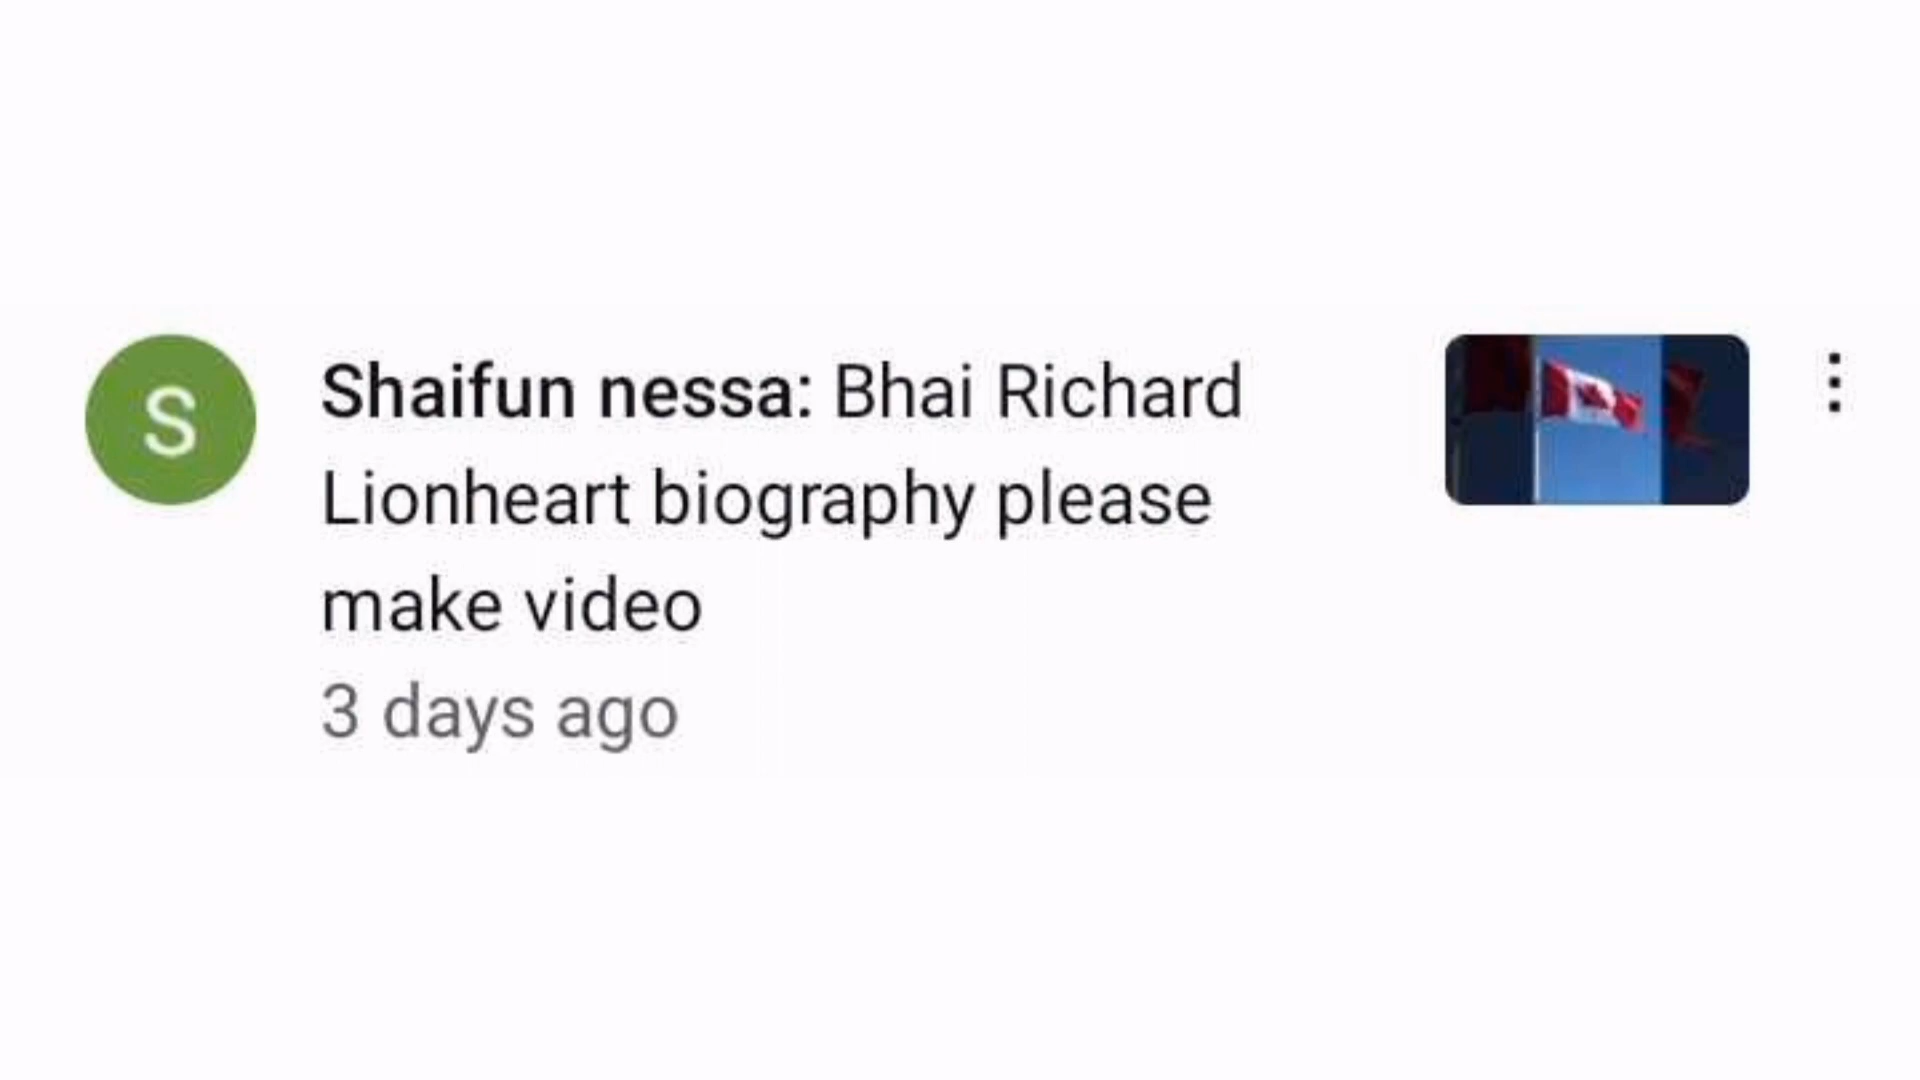 S
Shaifun nessa: Bhai Richard
Lionheart biography please
make video
3 days ago